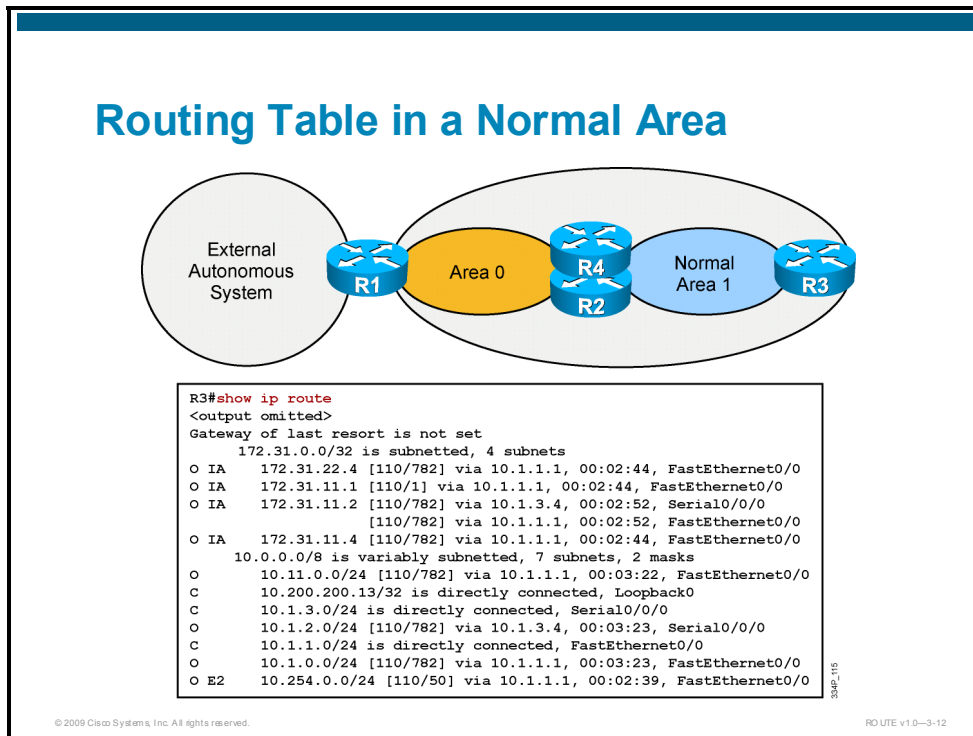 Routing Table in a Normal Area
External
Autonomous
System
R1
Area 0
R4
R2
Normal
Area 1
R3
R3#show ip route
<output omitted>
Gateway of last resort is not set
172.31.0.0/32 is subnetted, 4 subnets
O IA 172.31.22.4 [110/782] via 10.1.1.1, 00:02:44, FastEthernet0/0
O IA 172.31.11.1 [110/1] via 10.1.1.1, 00:02:44, FastEthernet0/0
O IA 172.31.11.2 [110/782] via 10.1.3.4, 00:02:52, Serial0/0/0
[110/782] via 10.1.1.1, 00:02:52, FastEthernet0/0
O IA 172.31.11.4 [110/782] via 10.1.1.1, 00:02:44, FastEthernet0/0
10.0.0.0/8 is variably subnetted, 7 subnets, 2 masks
O 10.11.0.0/24 [110/782] via 10.1.1.1, 00:03:22, FastEthernet0/0
C 10.200.200.13/32 is directly connected, Loopback0
C 10.1.3.0/24 is directly connected, Serial0/0/0
O 10.1.2.0/24 [110/782] via 10.1.3.4, 00:03:23, Serial0/0/0
C 10.1.1.0/24 is directly connected, FastEthernet0/0
O 10.1.0.0/24 [110/782] via 10.1.1.1, 00:03:23, FastEthernet0/0
O E2 10.254.0.0/24 [110/50] via 10.1.1.1, 00:02:39, FastEthernet0/0
334P_115
© 2009 Cisco Systems, Inc. All rights reserved.
ROUTE v1.0—3-12